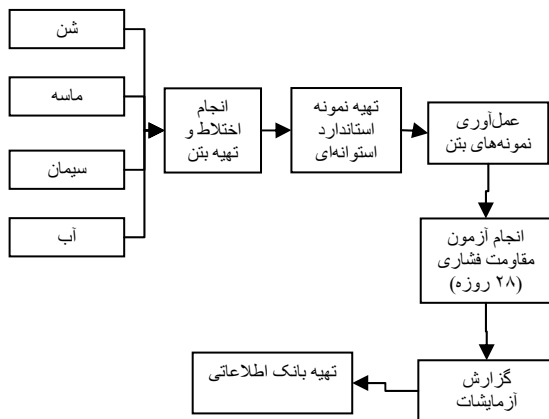 شن
ماسه
سیمان
آب
انجام
اختلاط و
تهیه بتن
تهیه نمونه
استاندارد
استوانه‌ای
عمل‌آوری
نمونه‌های بتن
انجام آزمون
مقاومت فشاری
(۲۸ روزه)
گزارش
آزمایشات
تهیه بانک اطلاعاتی